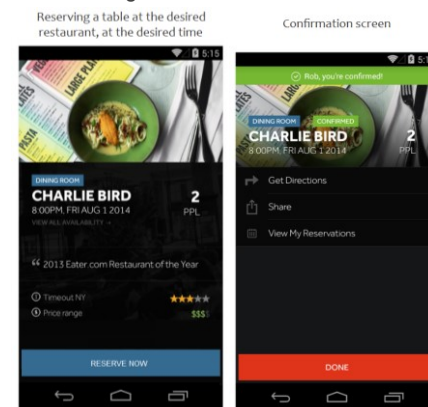 Reserving a table at the desired
restaurant, at the desired time
5:15
LARGE PLA
PASTA
DINING ROOM
CHARLIE BIRD
8:00PM, FRI AUG 1 2014
VIEW ALL AVAILABILITY →
2
PPL
“ 2013 Eater.com Restaurant of the Year
Timeout NY
Price range
$$$$
RESERVE NOW
Confirmation screen
Rob, you're confirmed!
DINING ROOM
CONFIRMED
CHARLIE BIRD
8:00PM, FRI AUG 1 2014
2
PPL
Get Directions
Share
View My Reservations
DONE